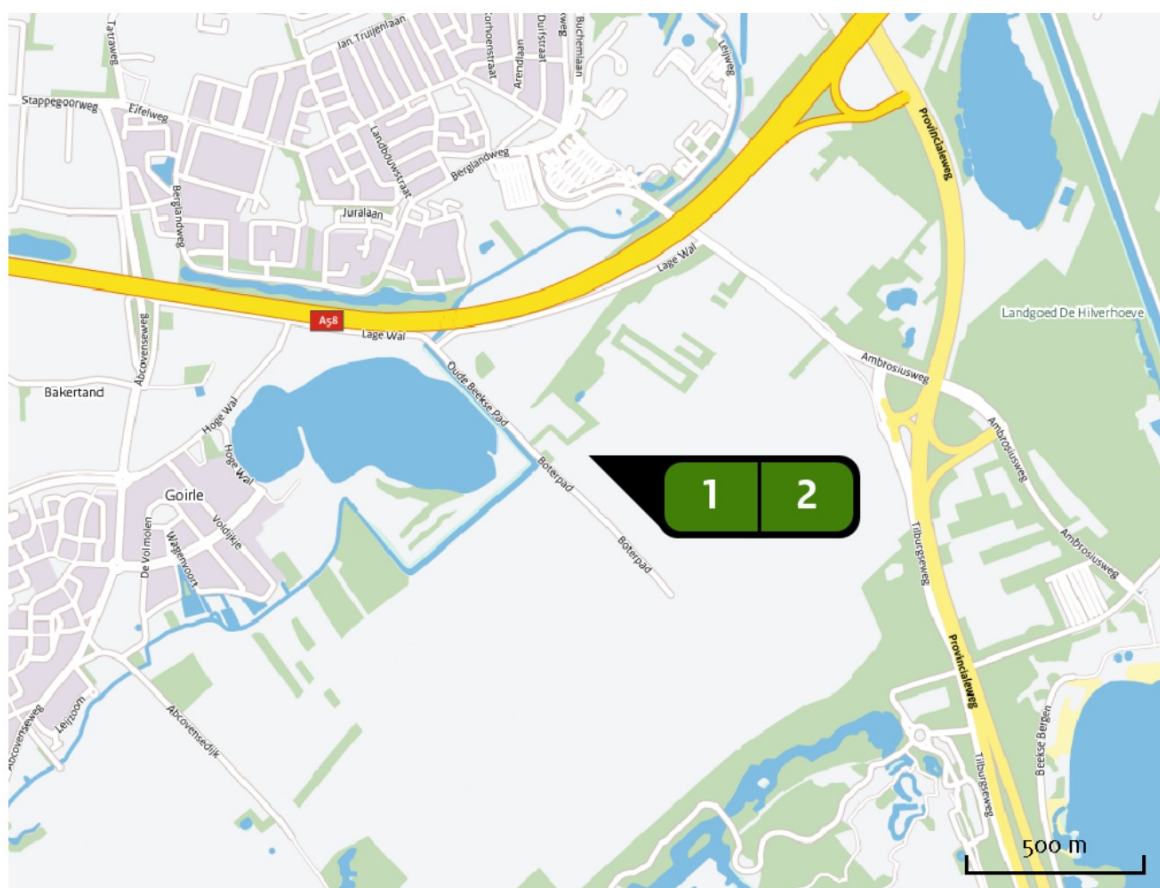 Tatraweg
Jan Truijenlaan
Korhoenstraat
Arendlaan
Duifstraat
Buchemlaan
Leijweg
Stappegoorweg
Eifelweg
Landbouwstraat
Berglandweg
Provincialeweg
Berglandweg
Juralaan
Lage Wal
Landgoed De Hilverhoeve
A58
Lage Wal
Abcovenseweg
Oude Beekse Pad
Ambrosiusweg
Bakertand
Hoge Wal
Ambrosiusweg
Hoge Wal
Boterpad
Goirle
1
2
Voldijkje
De Volmolen
Wagenvoort
Boterpad
Tilburgseweg
Ambrosiusweg
Provincialeweg
Abcovenseweg
Leijzoom
Abcovensedijk
Beekse Bergen
Tilburgseweg
500 m